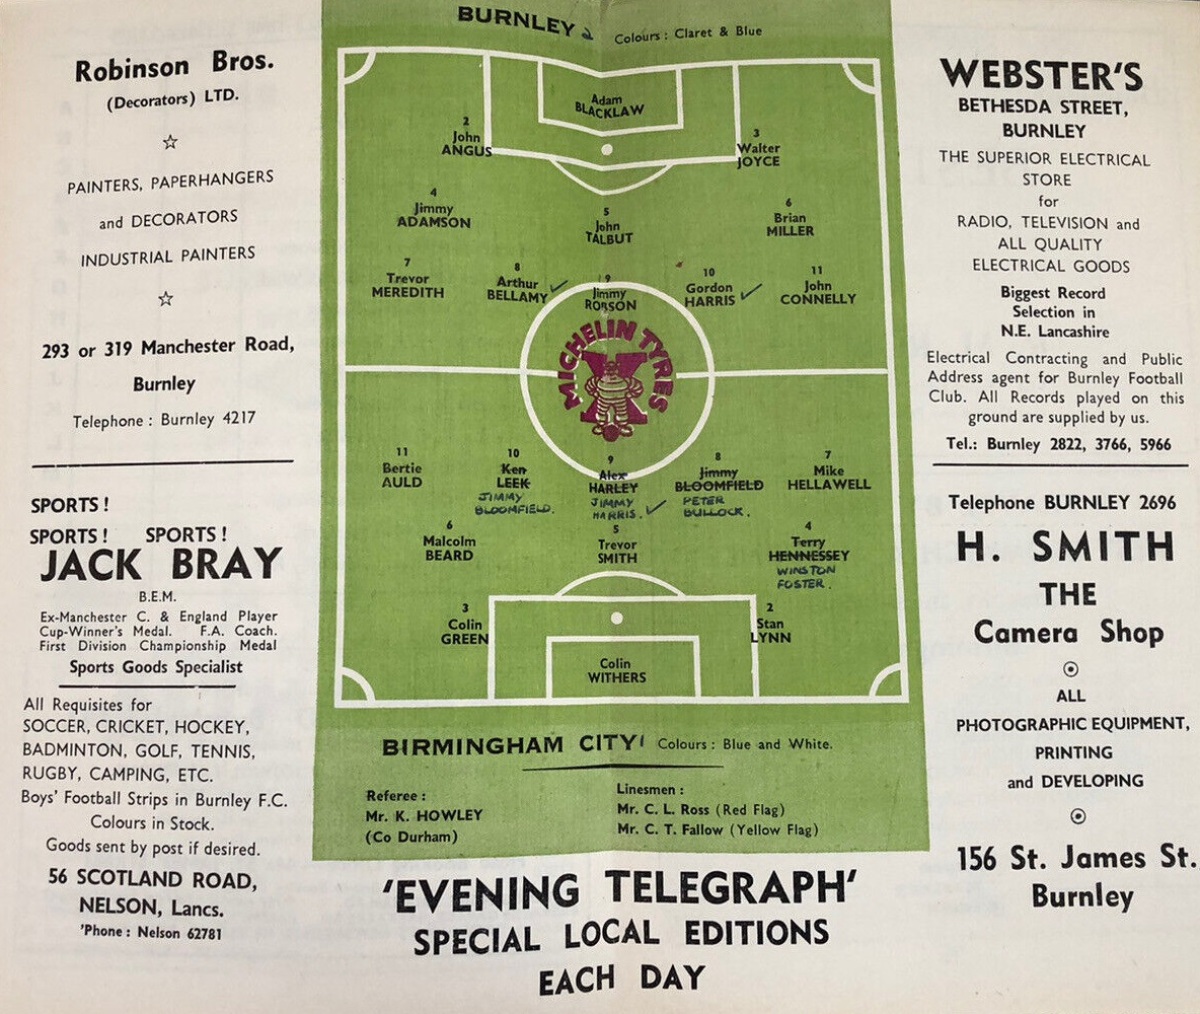 Robinson Bros.
(Decorators) LTD.
PAINTERS, PAPERHANGERS
and DECORATORS
INDUSTRIAL PAINTERS
293 or 319 Manchester Road,
Burnley
Telephone : Burnley 4217
SPORTS !
SPORTS ! SPORTS !
JACK BRAY
B.E.M.
Ex-Manchester C. & England Player
Cup-Winner's Medal. F.A. Coach.
First Division Championship Medal
Sports Goods Specialist
All Requisites for
SOCCER, CRICKET, HOCKEY,
BADMINTON, GOLF, TENNIS,
RUGBY, CAMPING, ETC.
Boys' Football Strips in Burnley F.C.
Colours in Stock.
Goods sent by post if desired.
56 SCOTLAND ROAD,
NELSON, Lancs.
'Phone : Nelson 62781
BURNLEY 2 Colours : Claret & Blue
Adam
BLACKLAW
2
John
ANGUS
3
Walter
JOYCE
4
Jimmy
ADAMSON
5
John
TALBUT
6
Brian
MILLER
7
Trevor
MEREDITH
8
Arthur
BELLAMY ✓
9
Jimmy
ROBSON
10
Gordon
HARRIS ✓
11
John
CONNELLY
MICHELIN TYRES
X
11
Bertie
AULD
10
Ken
LEEK
JIMMY
BLOOMFIELD.
9
Alex
HARLEY
JIMMY
HARRIS. ✓
8
Jimmy
BLOOMFIELD
PETER
BULLOCK.
7
Mike
HELLAWELL
6
Malcolm
BEARD
5
Trevor
SMITH
4
Terry
HENNESSEY
WINSTON
FOSTER.
3
Colin
GREEN
2
Stan
LYNN
Colin
WITHERS
BIRMINGHAM CITY 1 Colours : Blue and White.
Referee :
Mr. K. HOWLEY
(Co Durham)
Linesmen :
Mr. C. L. Ross (Red Flag)
Mr. C. T. Fallow (Yellow Flag)
'EVENING TELEGRAPH'
SPECIAL LOCAL EDITIONS
EACH DAY
WEBSTER'S
BETHESDA STREET,
BURNLEY
THE SUPERIOR ELECTRICAL
STORE
for
RADIO, TELEVISION and
ALL QUALITY
ELECTRICAL GOODS
Biggest Record
Selection in
N.E. Lancashire
Electrical Contracting and Public
Address agent for Burnley Football
Club. All Records played on this
ground are supplied by us.
Tel.: Burnley 2822, 3766, 5966
Telephone BURNLEY 2696
H. SMITH
THE
Camera Shop
ALL
PHOTOGRAPHIC EQUIPMENT,
PRINTING
and DEVELOPING
156 St. James St.
Burnley